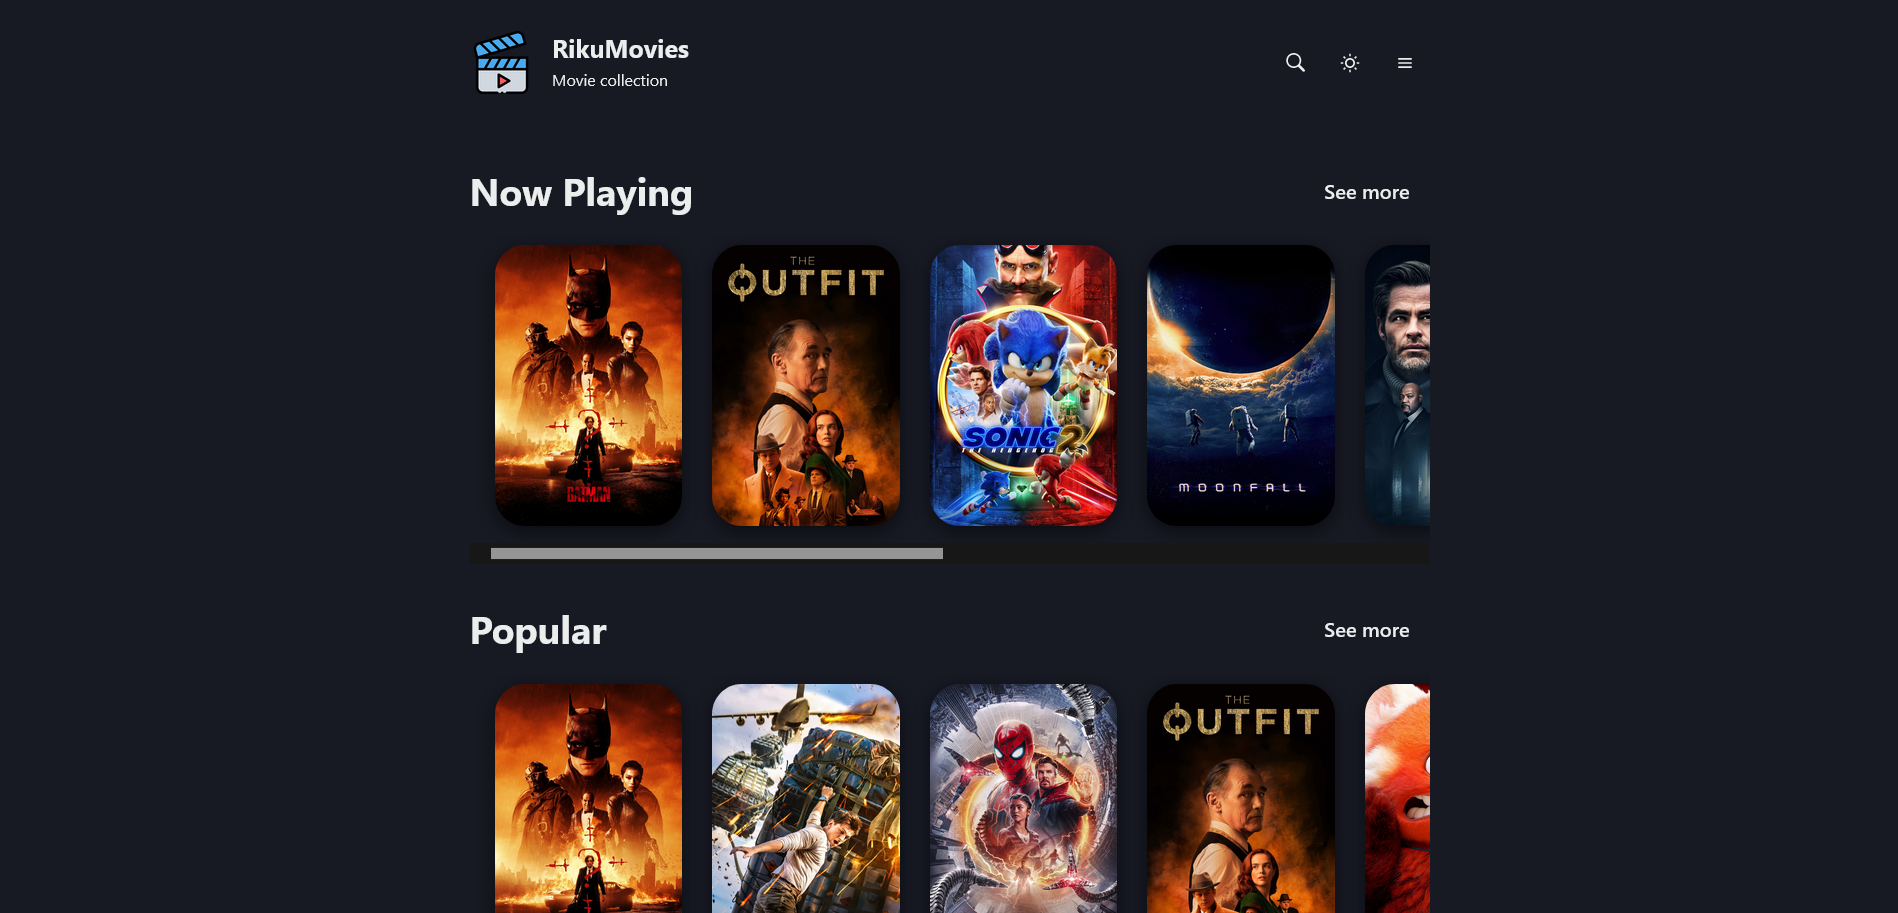 RikuMovies
Movie collection
Now Playing
See more
THE
BATMAN
THE
OUTFIT
SONIC 2
THE HEDGEHOG
MOONFALL
Popular
See more
THE
OUTFIT